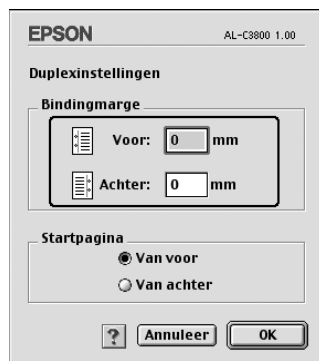 EPSON AL-C3800 1.00
Duplexinstellingen
Bindingmarge
Voor: 0 mm
Achter: 0 mm
Startpagina
Van voor
Van achter
? Annuleer OK